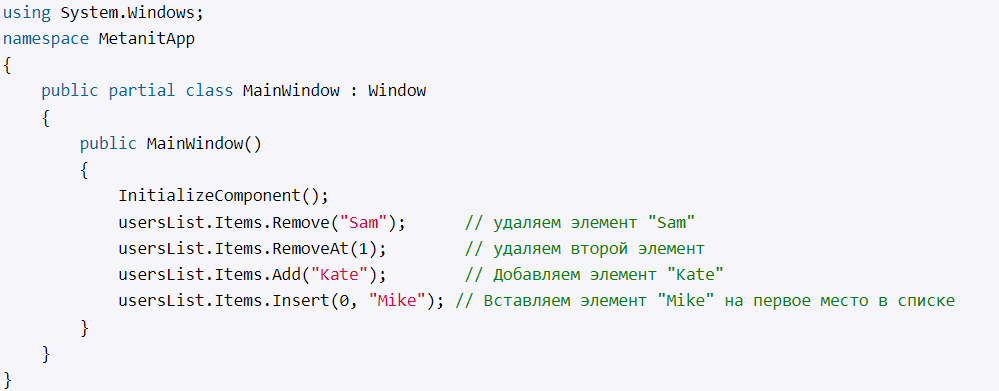 using System.Windows;
namespace MetanitApp
{
    public partial class MainWindow : Window
    {
        public MainWindow()
        {
            InitializeComponent();
            usersList.Items.Remove("Sam");      // удаляем элемент "Sam"
            usersList.Items.RemoveAt(1);        // удаляем второй элемент
            usersList.Items.Add("Kate");        // Добавляем элемент "Kate"
            usersList.Items.Insert(0, "Mike"); // Вставляем элемент "Mike" на первое место в списке
        }
    }
}